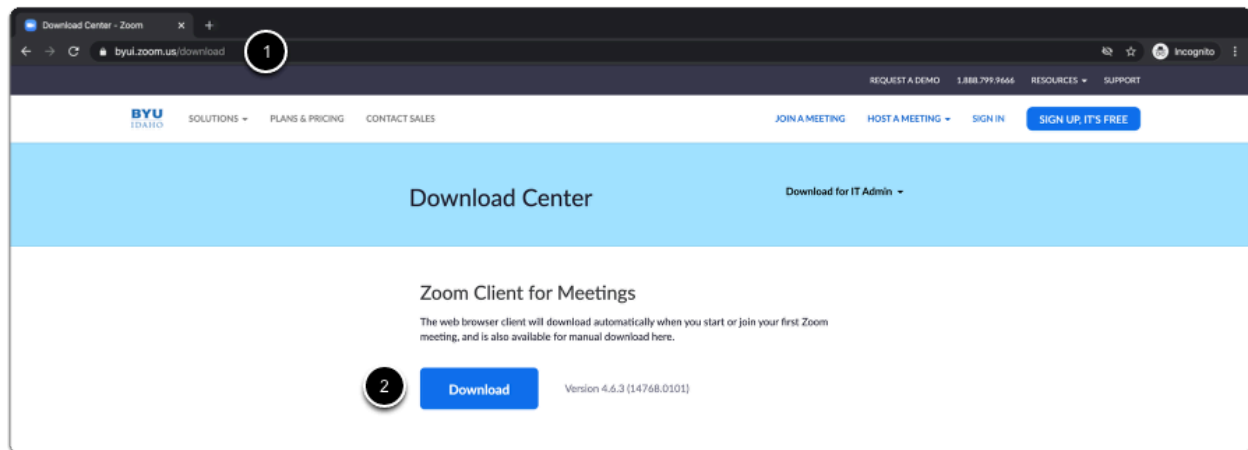 Download Center - Zoom
byui.zoom.us/download
1
Incognito
REQUEST A DEMO 1.888.799.9666 RESOURCES SUPPORT
BYU
IDAHO
SOLUTIONS PLANS & PRICING CONTACT SALES JOIN A MEETING HOST A MEETING SIGN IN SIGN UP, IT'S FREE
Download Center
Download for IT Admin
Zoom Client for Meetings
The web browser client will download automatically when you start or join your first Zoom
meeting, and is also available for manual download here.
2
Download
Version 4.6.3 (14768.0101)